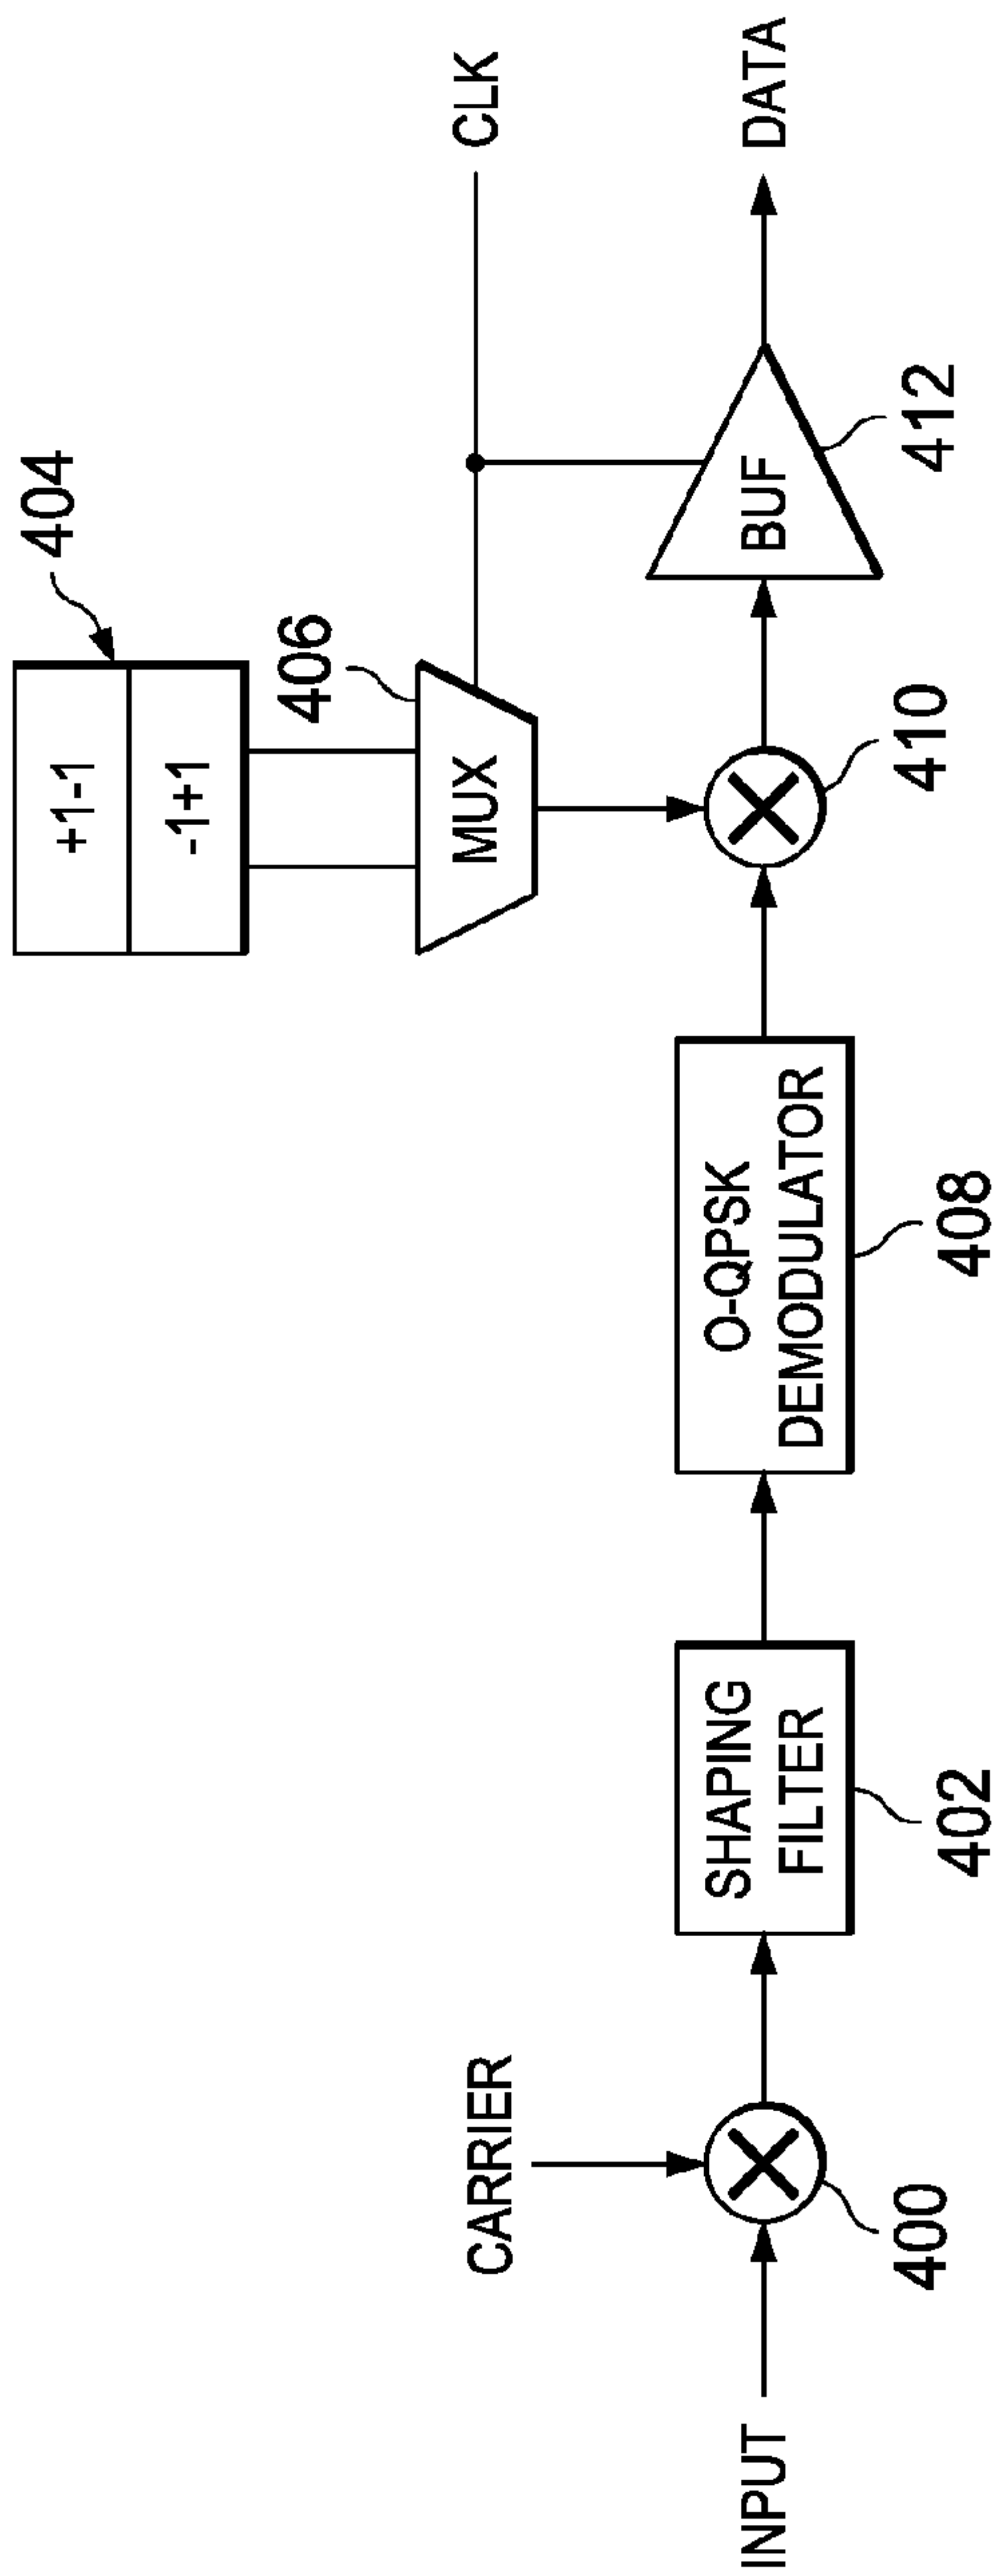 +1-1
-1+1
404
406
MUX
CLK
CARRIER
INPUT
400
SHAPING
FILTER
402
O-QPSK
DEMODULATOR
408
410
BUF
412
DATA